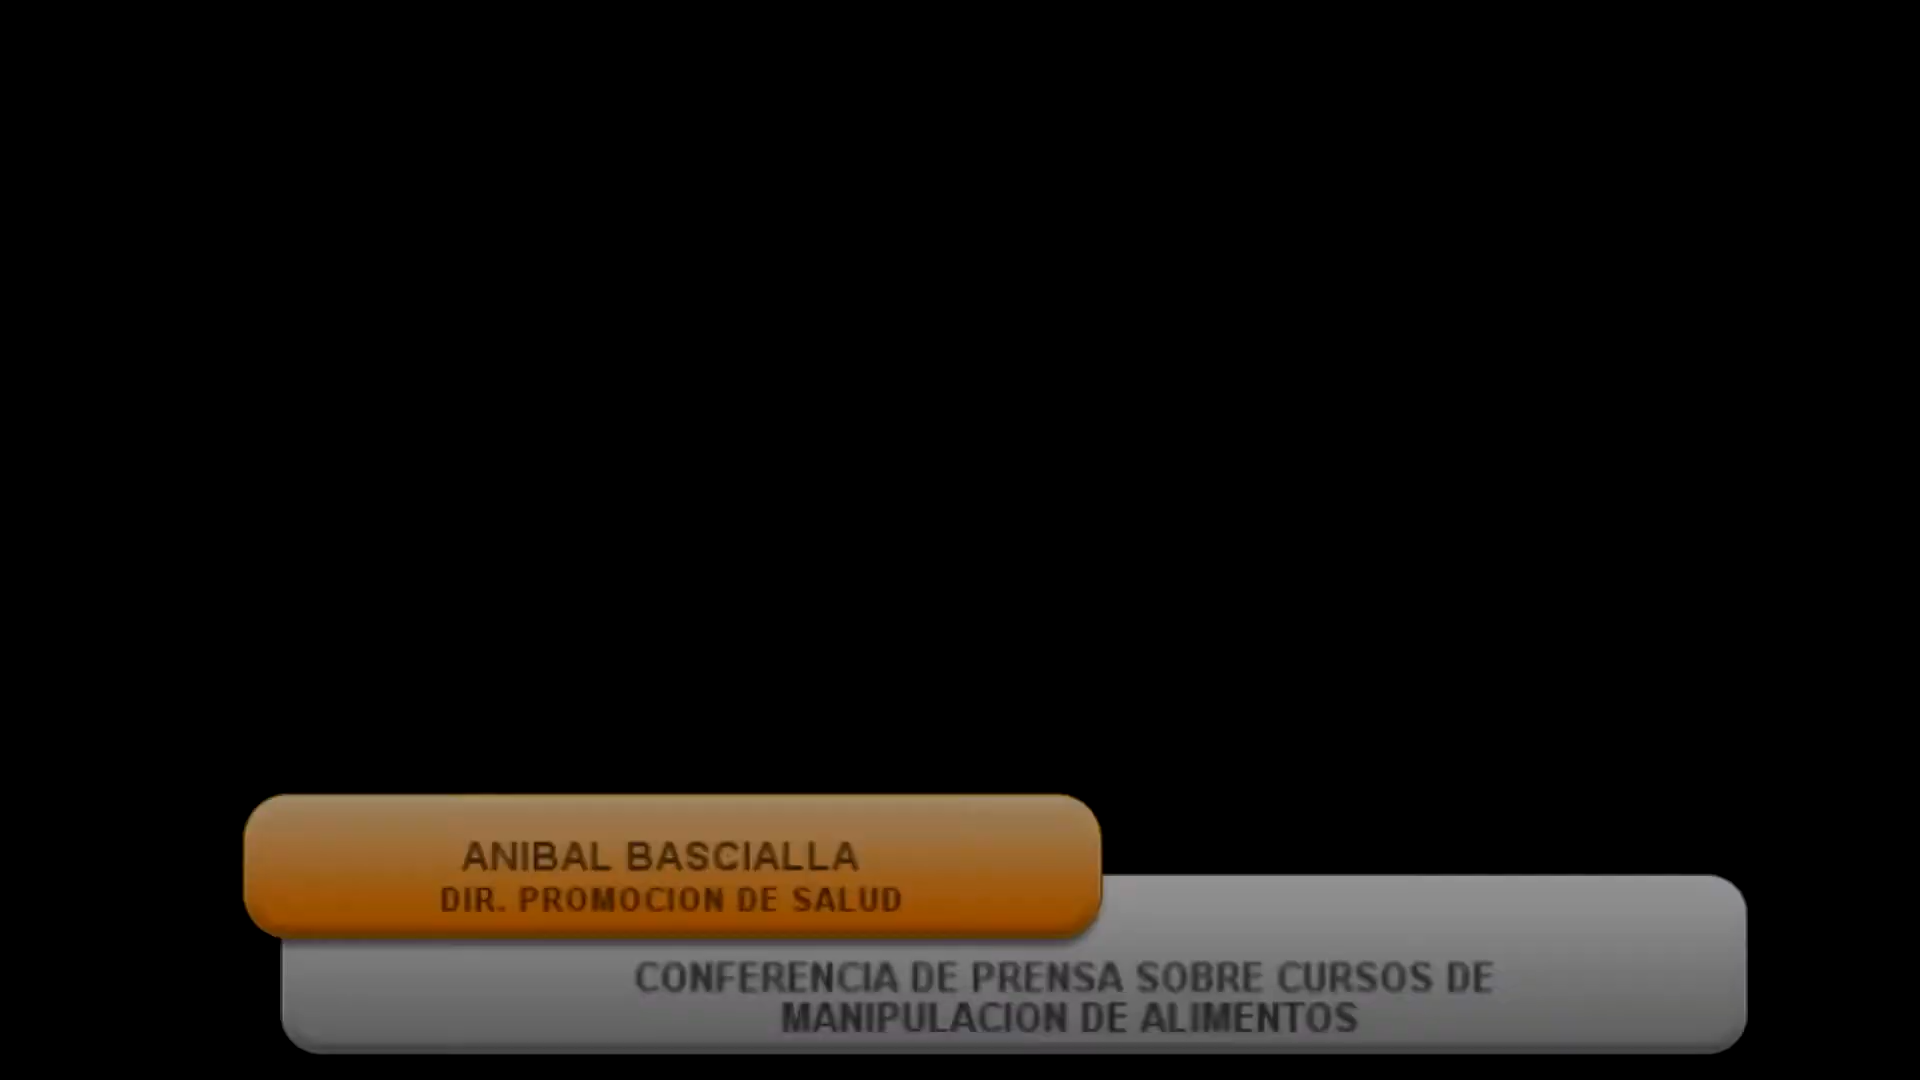 ANIBAL BASCIALLA
DIR. PROMOCION DE SALUD
CONFERENCIA DE PRENSA SOBRE CURSOS DE
MANIPULACION DE ALIMENTOS